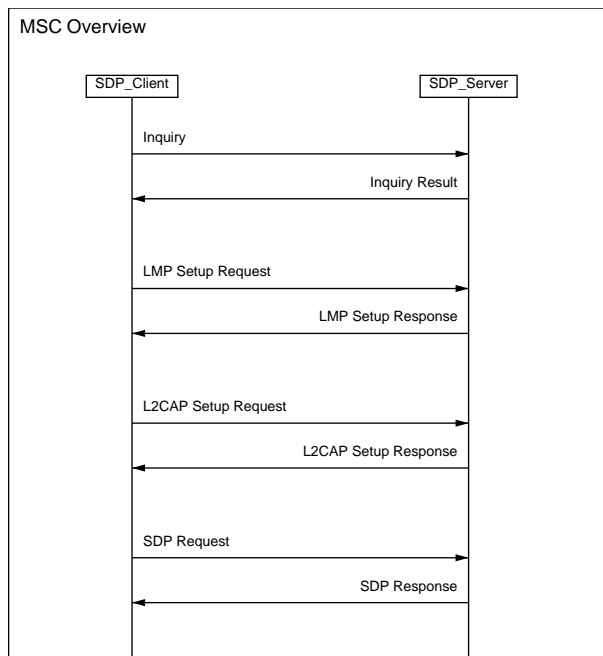 MSC Overview
SDP_Client
SDP_Server
Inquiry
Inquiry Result
LMP Setup Request
LMP Setup Response
L2CAP Setup Request
L2CAP Setup Response
SDP Request
SDP Response